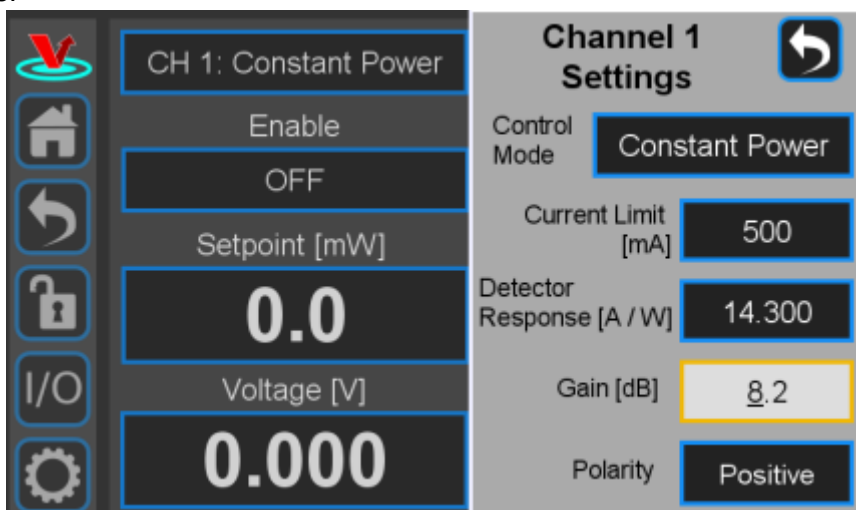 CH 1: Constant Power
Enable
OFF
Setpoint [mW]
0.0
Voltage [V]
0.000
I/O
Channel 1
Settings
Control
Mode
Constant Power
Current Limit
[mA]
500
Detector
Response [A / W]
14.300
Gain [dB]
8.2
Polarity
Positive